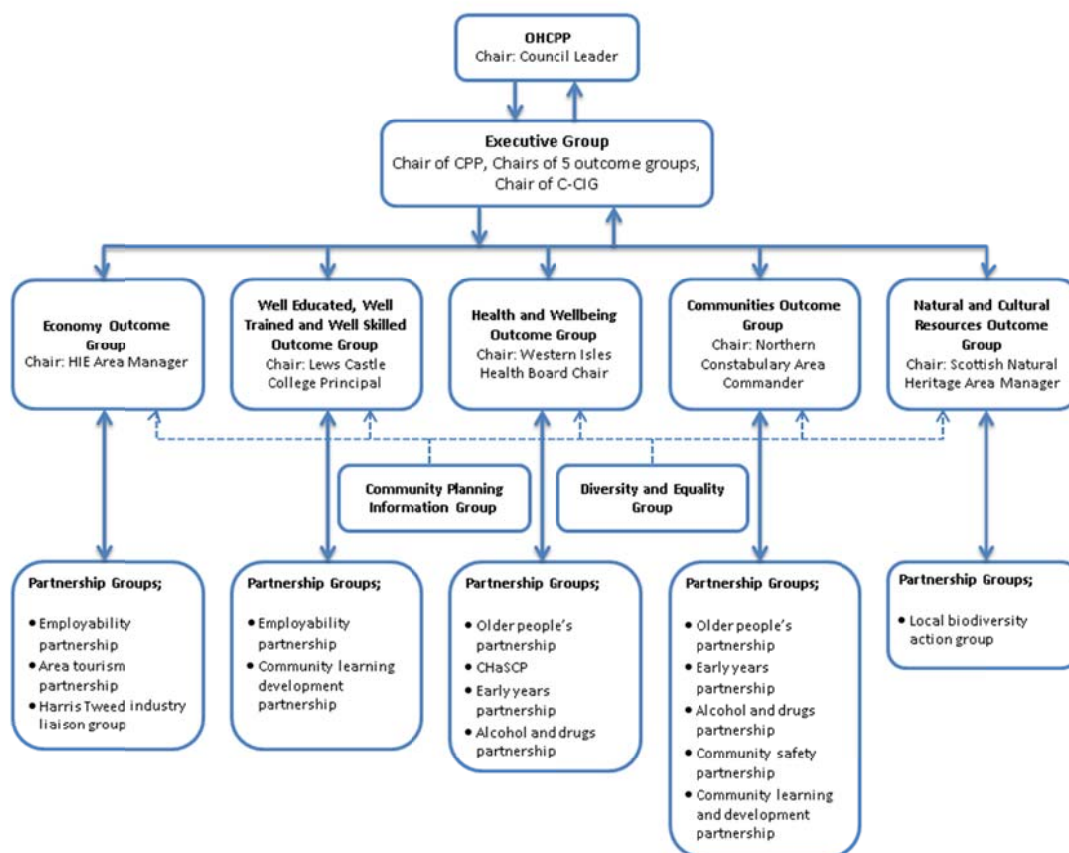 OHCPP
Chair: Council Leader
Executive Group
Chair of CPP, Chairs of 5 outcome groups,
Chair of C-CIG
Economy Outcome
Group
Chair: HIE Area Manager
Well Educated, Well
Trained and Well Skilled
Outcome Group
Chair: Lews Castle
College Principal
Health and Wellbeing
Outcome Group
Chair: Western Isles
Health Board Chair
Communities Outcome
Group
Chair: Northern
Constabulary Area
Commander
Natural and Cultural
Resources Outcome
Group
Chair: Scottish Natural
Heritage Area Manager
Community Planning
Information Group
Diversity and Equality
Group
Partnership Groups;
• Employability
partnership
• Area tourism
partnership
• Harris Tweed industry
liaison group
Partnership Groups;
• Employability
partnership
• Community learning
development partnership
Partnership Groups;
• Older people's
partnership
• CHaSCP
• Early years
partnership
• Alcohol and drugs
partnership
Partnership Groups;
• Older people's
partnership
• Early years
partnership
• Alcohol and drugs
partnership
• Community safety
partnership
• Community learning
and development
partnership
Partnership Groups;
• Local biodiversity
action group